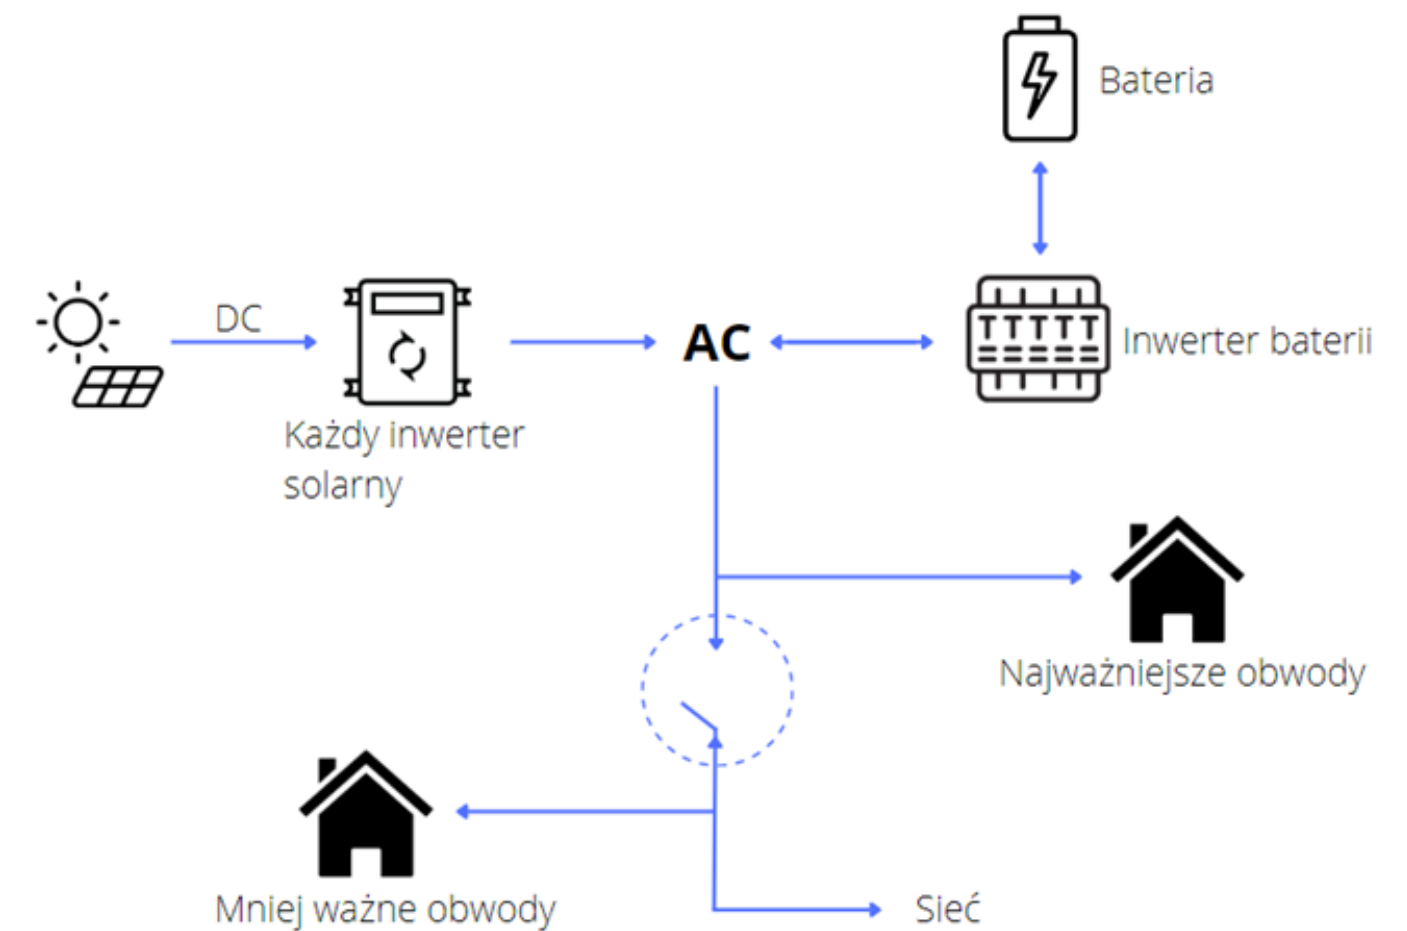 Bateria
DC
AC
Inwerter baterii
Każdy inwerter
solarny
Najważniejsze obwody
Mniej ważne obwody
Sieć